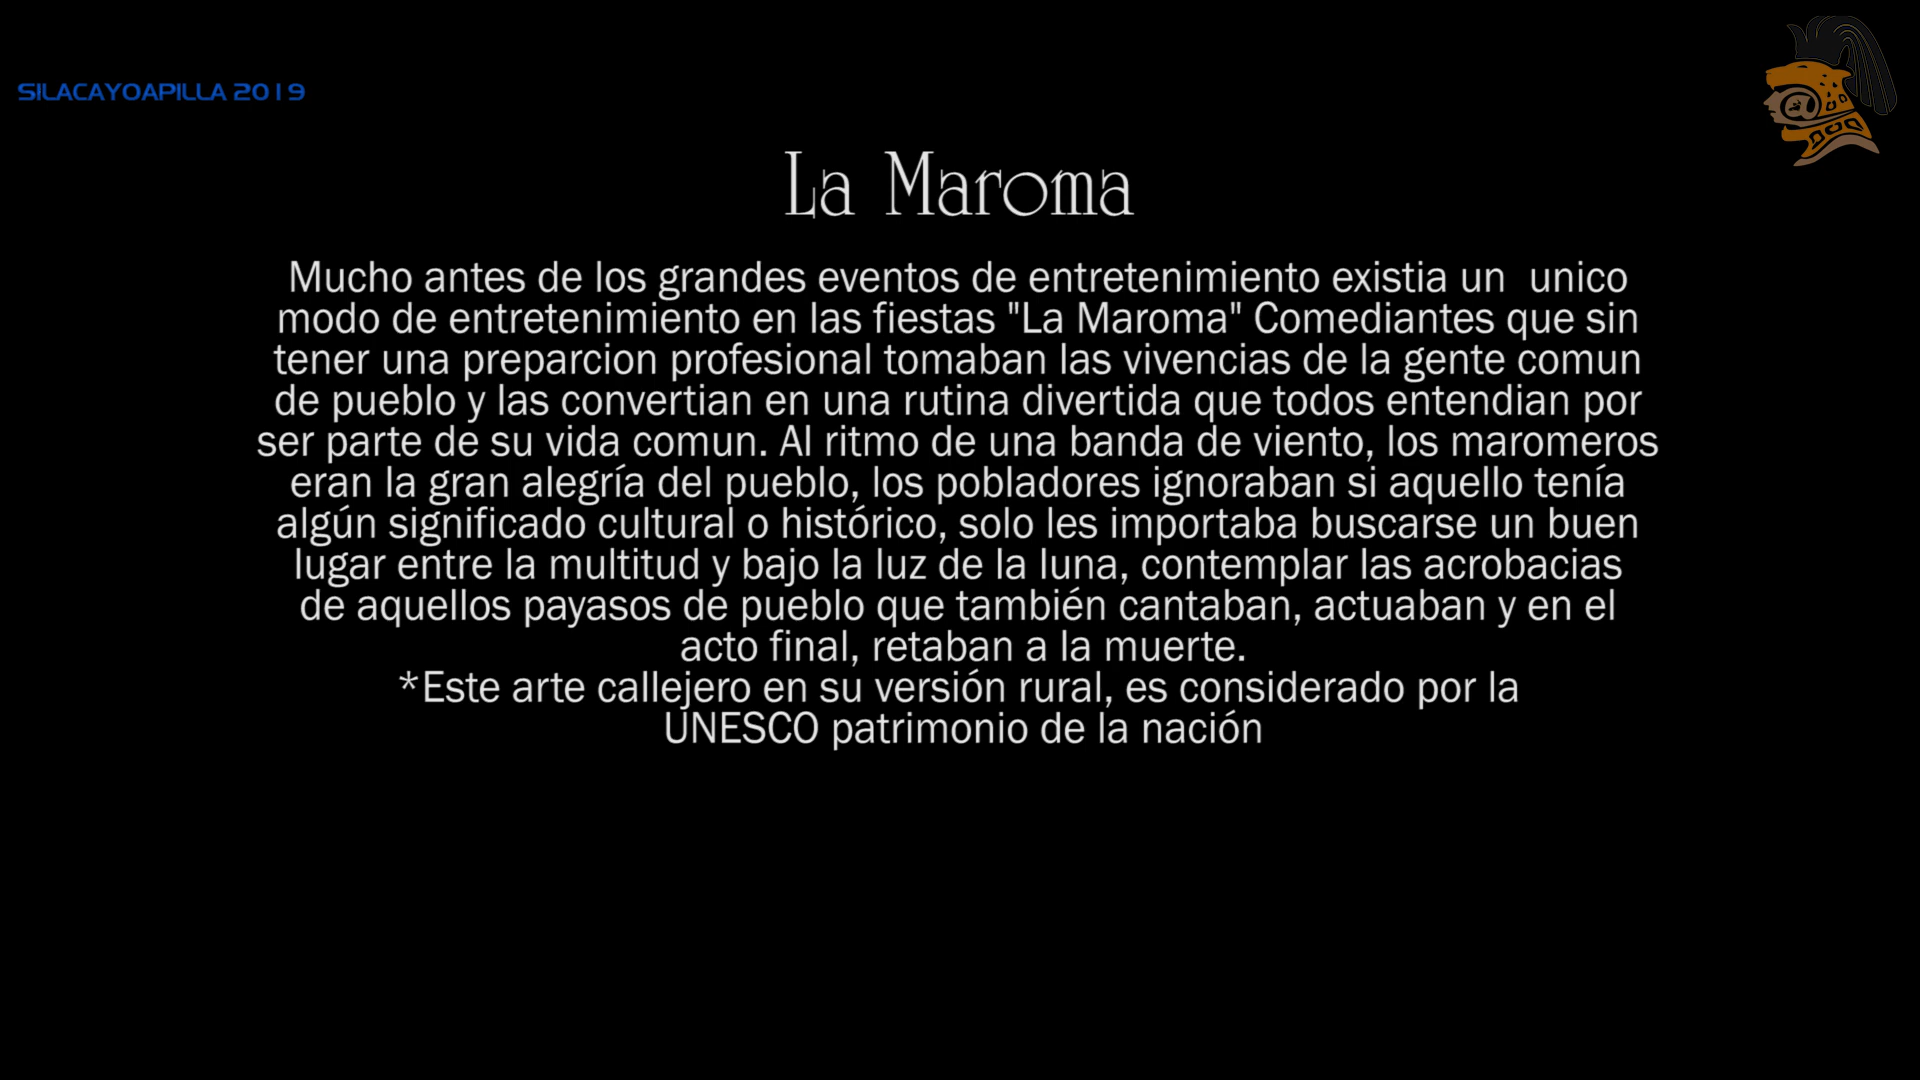 SILACAYOAPILLA 2019
La Maroma
Mucho antes de los grandes eventos de entretenimiento existia un  unico
modo de entretenimiento en las fiestas "La Maroma" Comediantes que sin
tener una preparcion profesional tomaban las vivencias de la gente comun
de pueblo y las convertian en una rutina divertida que todos entendian por
ser parte de su vida comun. Al ritmo de una banda de viento, los maromeros
eran la gran alegría del pueblo, los pobladores ignoraban si aquello tenía
algún significado cultural o histórico, solo les importaba buscarse un buen
lugar entre la multitud y bajo la luz de la luna, contemplar las acrobacias
de aquellos payasos de pueblo que también cantaban, actuaban y en el
acto final, retaban a la muerte.
*Este arte callejero en su versión rural, es considerado por la
UNESCO patrimonio de la nación